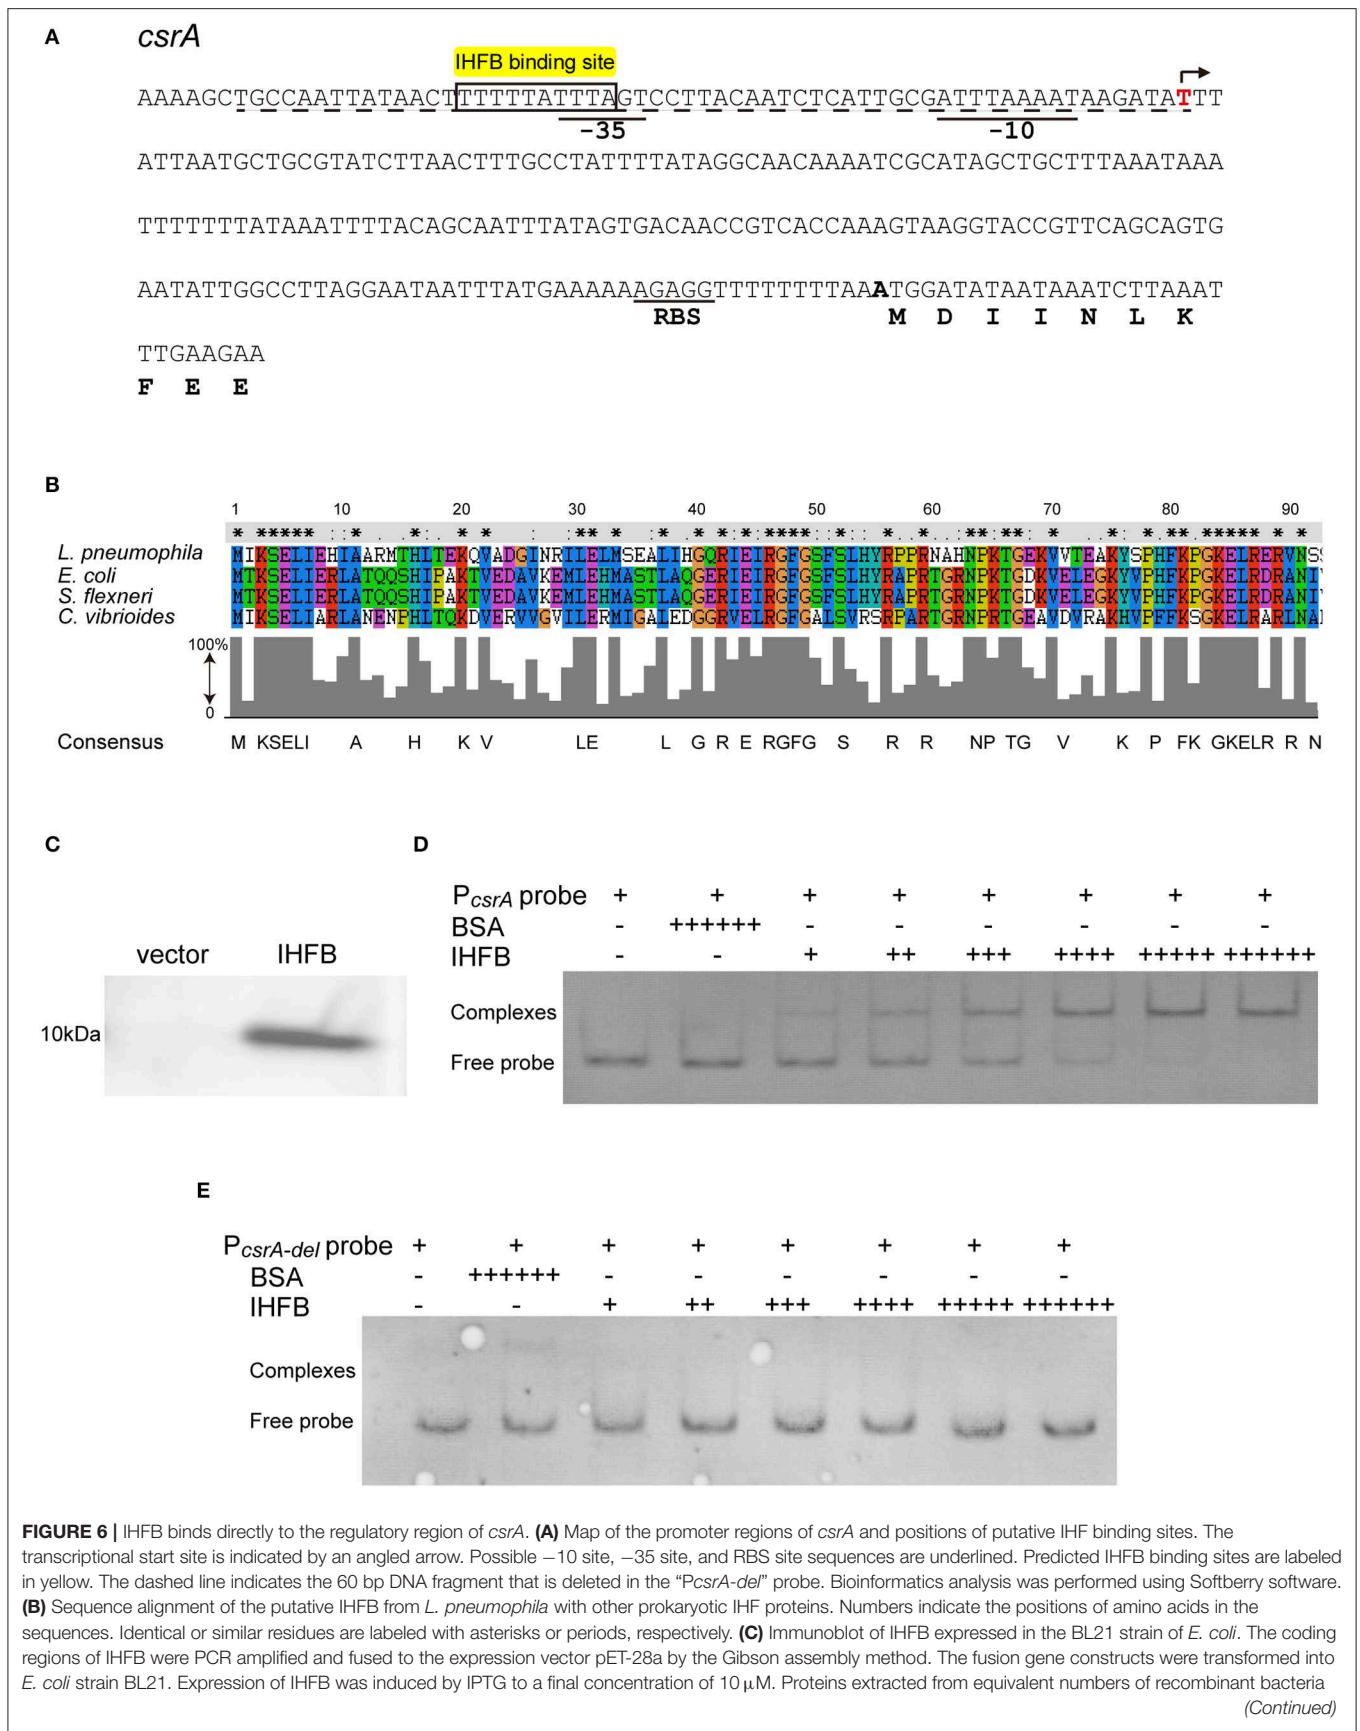 A
csrA
IHFB binding site
AAAAGCTGCCAATTATAACTTTTTTATTTAGTCCTTACAATCTCATTGCGATTTAAAATAAGATATTT
-35 -10
ATTAATGCTGCGTATCTTAACTTTGCCTATTTTATAGGCAACAAAATCGCATAGCTGCTTTAAATAAA
TTTTTTTATAAATTTTACAGCAATTTATAGTGACAACCGTCACCAAAGTAAGGTACCGTTCAGCAGTG
AATATTGGCCTTAGGAATAATTTATGAAAAAAGAGGTTTTTTTTTAAATGGATATAATAAATCTTAAAT
RBS M D I I N L K
TTGAAGAA
F E E
B
1 10 20 30 40 50 60 70 80 90
L. pneumophila MIKSELIEHIAARMTHLTEKQVADGINRILELMSEALIHGQRIEIRGFGSFSLHYRPPRNAHNPKTGEKVVTEAKYSPHFKPGKELRERVNS
E. coli MTKSELIERLATQQSHIPAKTVEDAVKEMLEHMASTLAQGERIEIRGFGSFSLHYRAPRTGRNPKTGDKVELEGKYVPHFKPGKELRDRANI
S. flexneri MTKSELIERLATQQSHIPAKTVEDAVKEMLEHMASTLAQGERIEIRGFGSFSLHYRAPRTGRNPKTGDKVELEGKYVPHFKPGKELRDRANI
C. vibrioides MTKSELIARLANENPHLTQKDVERVVGVILERMIGALEDGGRVELRGFGALSVRSRPARTGRNPRTGEAVDVRAKHVPFFKSGKELRARLNA
100%
0
Consensus M KSELI A H K V LE L G R E RGFG S R R NP TG V K P FK GKELR R N
C
vector IHFB
10kDa
D
PcsrA probe + + + + + + + +
BSA - ++++++ - - - - - -
IHFB - - + ++ +++ ++++ +++++ ++++++
Complexes
Free probe
E
PcsrA-del probe + + + + + + + +
BSA - ++++++ - - - - - -
IHFB - - + ++ +++ ++++ +++++ ++++++
Complexes
Free probe
FIGURE 6 | IHFB binds directly to the regulatory region of csrA. (A) Map of the promoter regions of csrA and positions of putative IHF binding sites. The
transcriptional start site is indicated by an angled arrow. Possible −10 site, −35 site, and RBS site sequences are underlined. Predicted IHFB binding sites are labeled
in yellow. The dashed line indicates the 60 bp DNA fragment that is deleted in the “PcsrA-del” probe. Bioinformatics analysis was performed using Softberry software.
(B) Sequence alignment of the putative IHFB from L. pneumophila with other prokaryotic IHF proteins. Numbers indicate the positions of amino acids in the
sequences. Identical or similar residues are labeled with asterisks or periods, respectively. (C) Immunoblot of IHFB expressed in the BL21 strain of E. coli. The coding
regions of IHFB were PCR amplified and fused to the expression vector pET-28a by the Gibson assembly method. The fusion gene constructs were transformed into
E. coli strain BL21. Expression of IHFB was induced by IPTG to a final concentration of 10 μM. Proteins extracted from equivalent numbers of recombinant bacteria
(Continued)